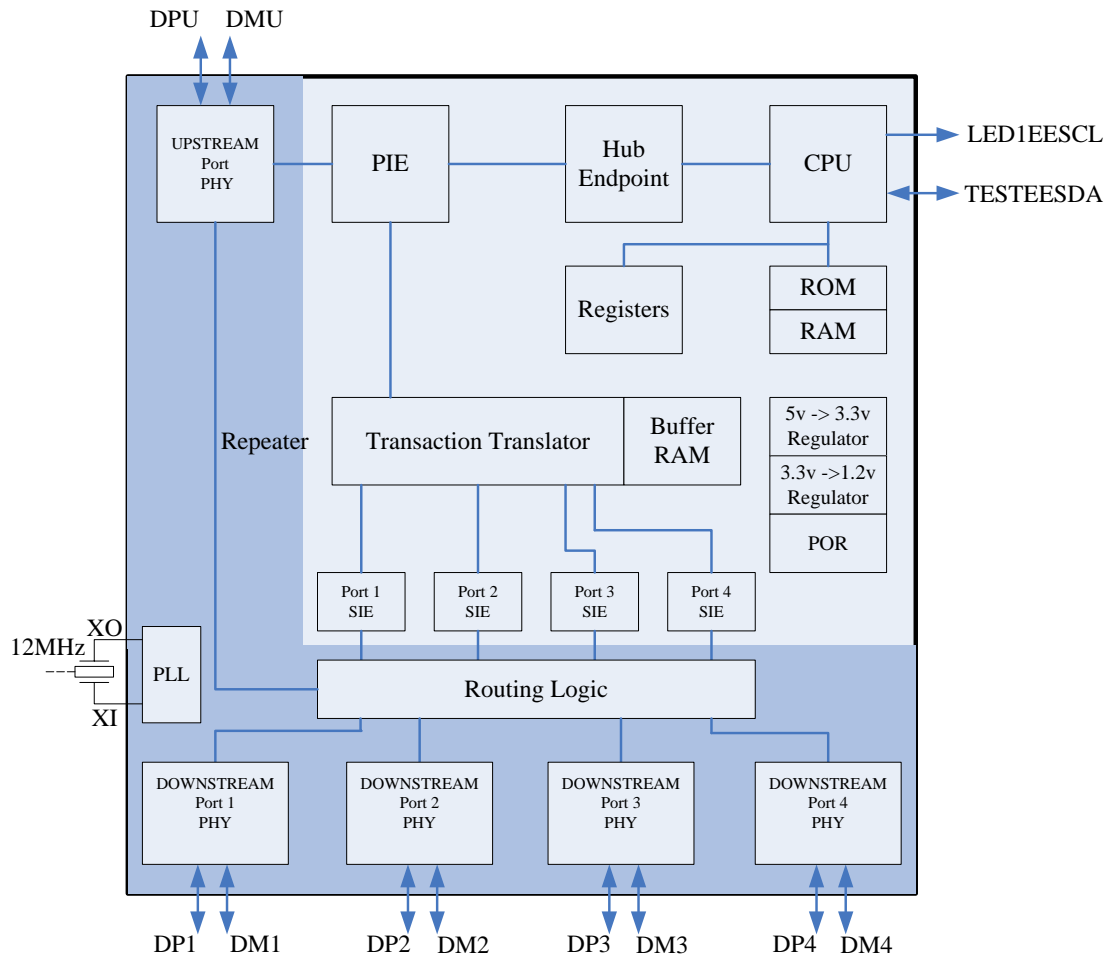 DPU DMU
UPSTREAM
Port
PHY
PIE
Hub
Endpoint
CPU
LED1EESCL
TESTEESDA
Registers
ROM
RAM
Repeater
Transaction Translator
Buffer
RAM
5v -> 3.3v
Regulator
3.3v ->1.2v
Regulator
POR
Port 1
SIE
Port 2
SIE
Port 3
SIE
Port 4
SIE
XO
12MHz
XI
PLL
Routing Logic
DOWNSTREAM
Port 1
PHY
DOWNSTREAM
Port 2
PHY
DOWNSTREAM
Port 3
PHY
DOWNSTREAM
Port 4
PHY
DP1 DM1 DP2 DM2 DP3 DM3 DP4 DM4